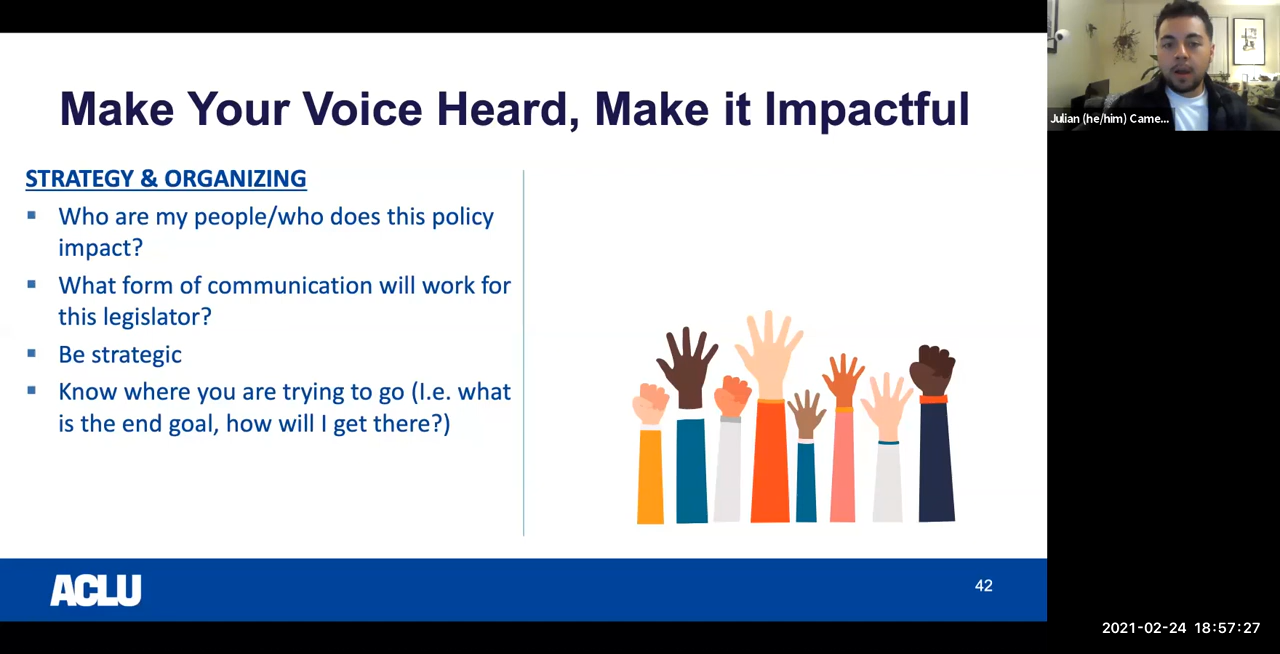 Make Your Voice Heard, Make it Impactful
Julian (he/him) Came...
STRATEGY & ORGANIZING
▪ Who are my people/who does this policy
impact?
▪ What form of communication will work for
this legislator?
▪ Be strategic
▪ Know where you are trying to go (I.e. what
is the end goal, how will I get there?)
ACLU
42
2021-02-24 18:57:27